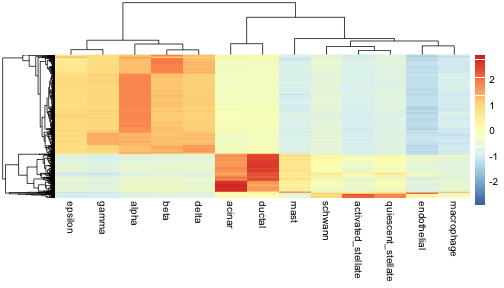 2
1
0
-1
-2
epsilon
gamma
alpha
beta
delta
acinar
ductal
mast
schwann
activated_stellate
quiescent_stellate
endothelial
macrophage